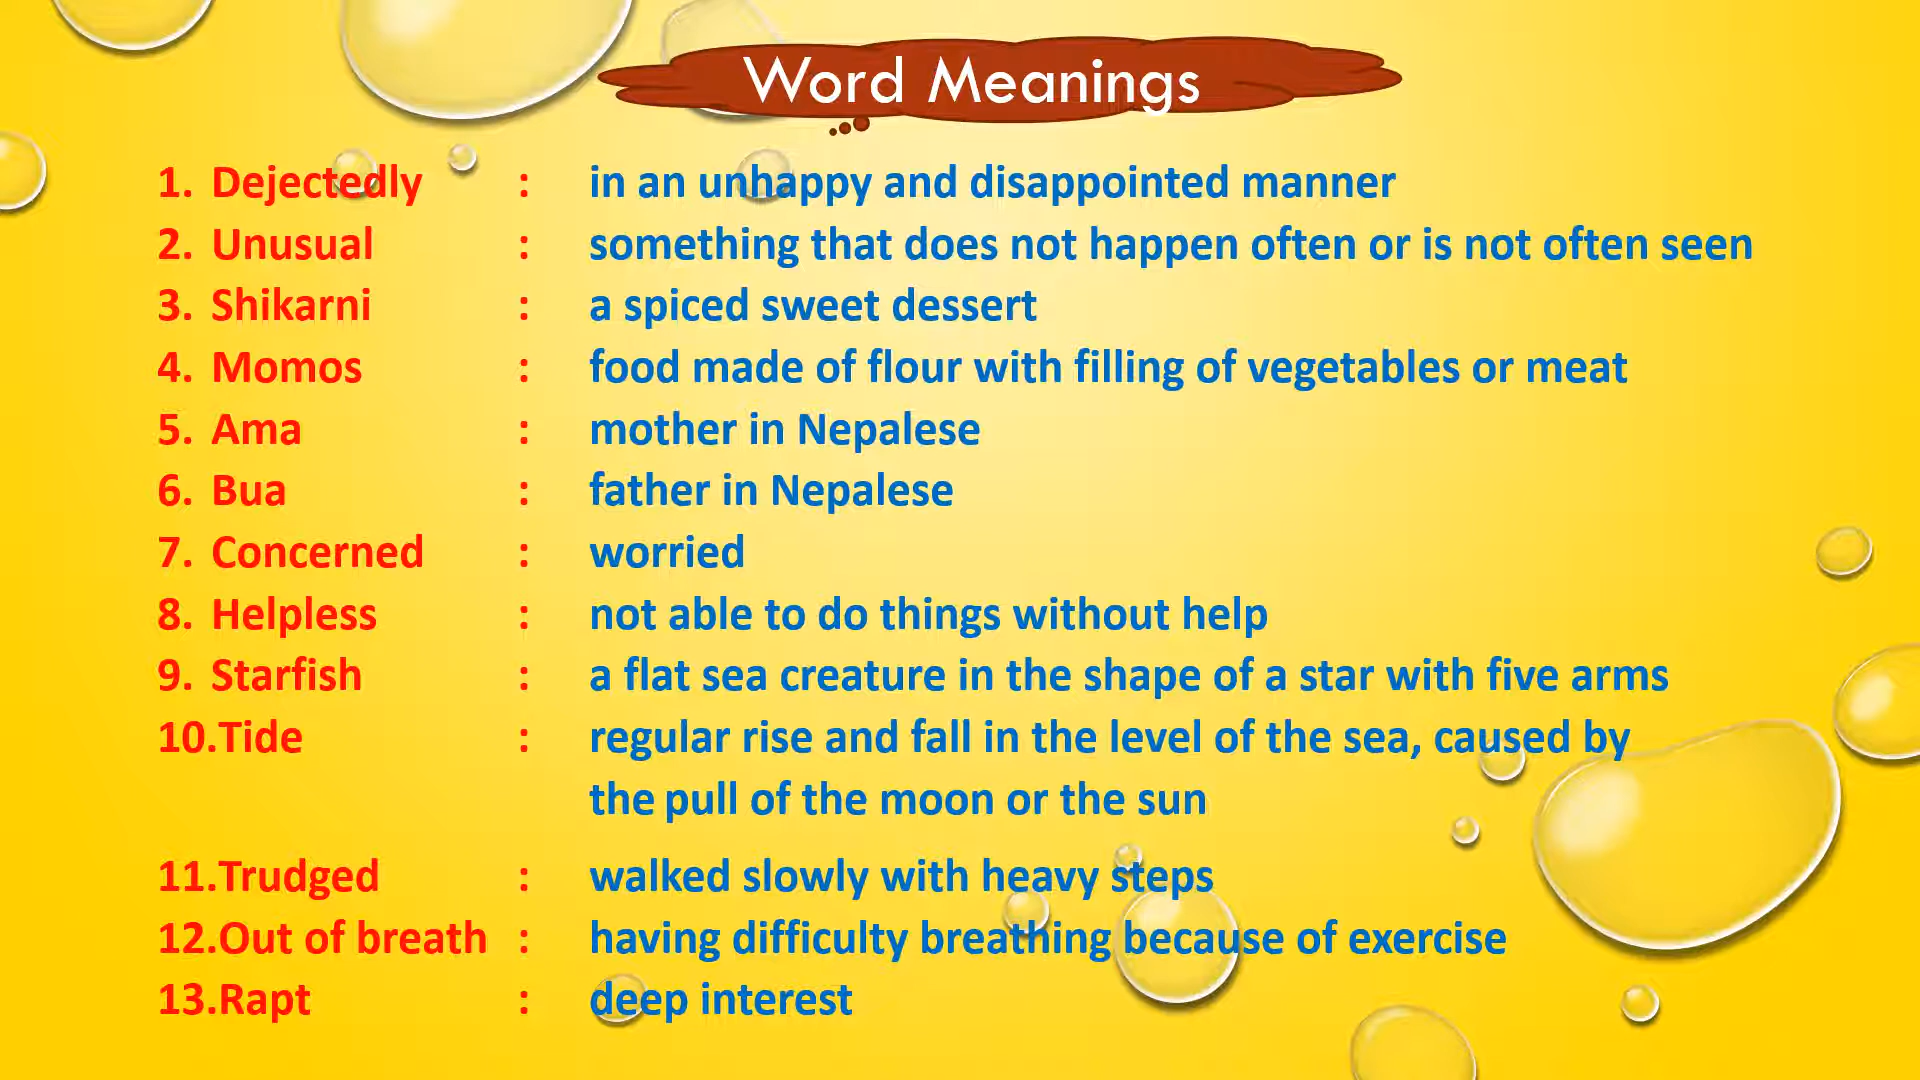 Word Meanings
1. Dejectedly : in an unhappy and disappointed manner
2. Unusual : something that does not happen often or is not often seen
3. Shikarni : a spiced sweet dessert
4. Momos : food made of flour with filling of vegetables or meat
5. Ama : mother in Nepalese
6. Bua : father in Nepalese
7. Concerned : worried
8. Helpless : not able to do things without help
9. Starfish : a flat sea creature in the shape of a star with five arms
10.Tide : regular rise and fall in the level of the sea, caused by
the pull of the moon or the sun
11.Trudged : walked slowly with heavy steps
12.Out of breath : having difficulty breathing because of exercise
13.Rapt : deep interest